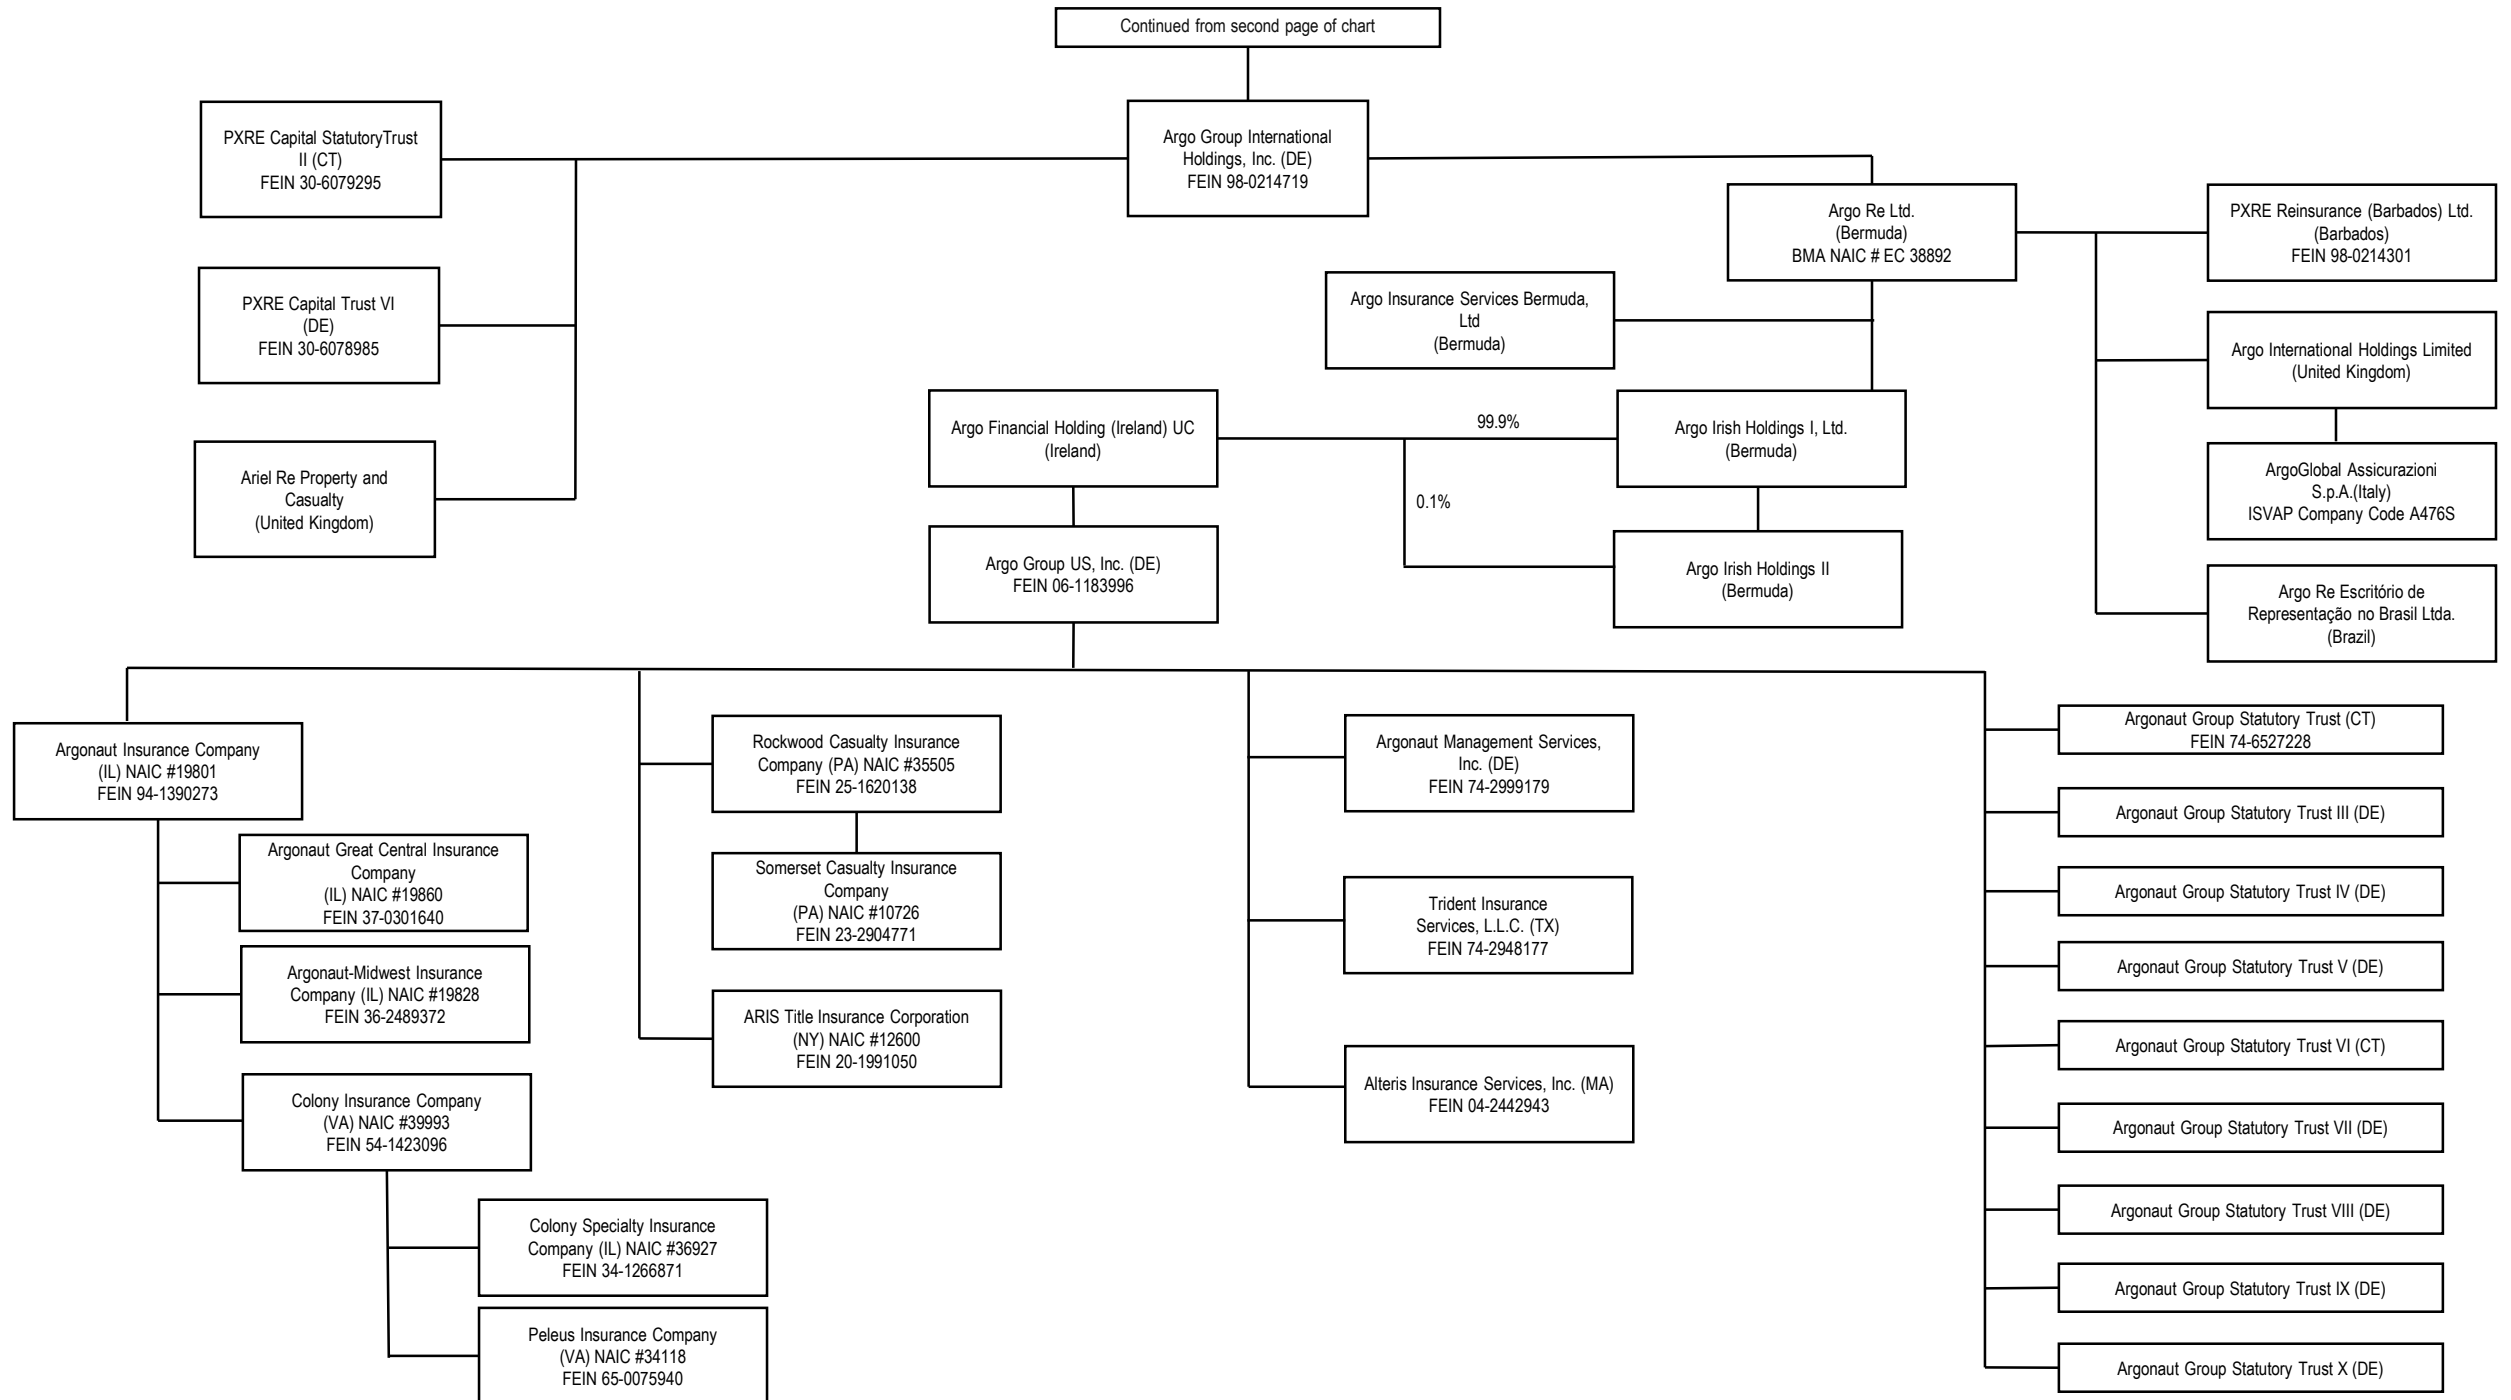 Continued from second page of chart
PXRE Capital StatutoryTrust
II (CT)
FEIN 30-6079295
Argo Group International
Holdings, Inc. (DE)
FEIN 98-0214719
Argo Re Ltd.
(Bermuda)
BMA NAIC # EC 38892
PXRE Reinsurance (Barbados) Ltd.
(Barbados)
FEIN 98-0214301
PXRE Capital Trust VI
(DE)
FEIN 30-6078985
Argo Insurance Services Bermuda,
Ltd
(Bermuda)
Argo International Holdings Limited
(United Kingdom)
Argo Financial Holding (Ireland) UC
(Ireland)
99.9%
Argo Irish Holdings I, Ltd.
(Bermuda)
Ariel Re Property and
Casualty
(United Kingdom)
0.1%
ArgoGlobal Assicurazioni
S.p.A.(Italy)
ISVAP Company Code A476S
Argo Group US, Inc. (DE)
FEIN 06-1183996
Argo Irish Holdings II
(Bermuda)
Argo Re Escritório de
Representação no Brasil Ltda.
(Brazil)
Argonaut Insurance Company
(IL) NAIC #19801
FEIN 94-1390273
Argonaut Great Central Insurance
Company
(IL) NAIC #19860
FEIN 37-0301640
Argonaut-Midwest Insurance
Company (IL) NAIC #19828
FEIN 36-2489372
Colony Insurance Company
(VA) NAIC #39993
FEIN 54-1423096
Colony Specialty Insurance
Company (IL) NAIC #36927
FEIN 34-1266871
Peleus Insurance Company
(VA) NAIC #34118
FEIN 65-0075940
Rockwood Casualty Insurance
Company (PA) NAIC #35505
FEIN 25-1620138
Somerset Casualty Insurance
Company
(PA) NAIC #10726
FEIN 23-2904771
ARIS Title Insurance Corporation
(NY) NAIC #12600
FEIN 20-1991050
Argonaut Management Services,
Inc. (DE)
FEIN 74-2999179
Trident Insurance
Services, L.L.C. (TX)
FEIN 74-2948177
Alteris Insurance Services, Inc. (MA)
FEIN 04-2442943
Argonaut Group Statutory Trust (CT)
FEIN 74-6527228
Argonaut Group Statutory Trust III (DE)
Argonaut Group Statutory Trust IV (DE)
Argonaut Group Statutory Trust V (DE)
Argonaut Group Statutory Trust VI (CT)
Argonaut Group Statutory Trust VII (DE)
Argonaut Group Statutory Trust VIII (DE)
Argonaut Group Statutory Trust IX (DE)
Argonaut Group Statutory Trust X (DE)